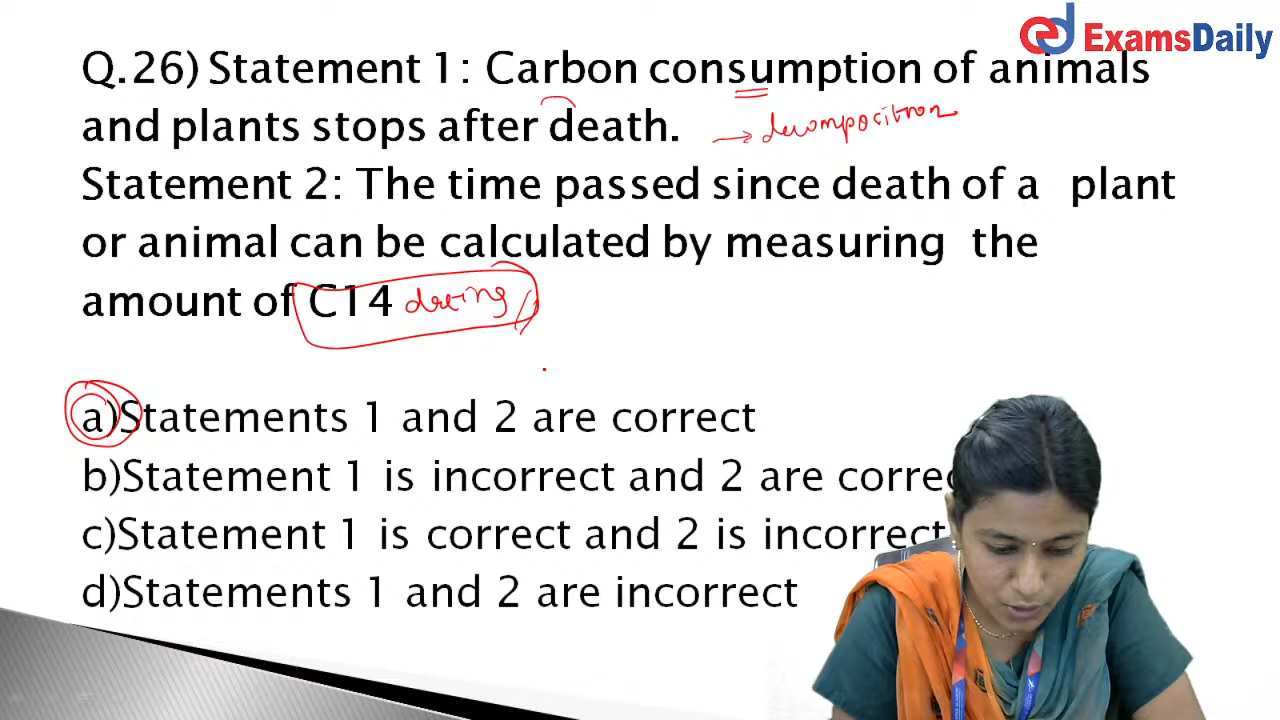 ExamsDaily
Q.26) Statement 1: Carbon consumption of animals
and plants stops after death. → decomposition
Statement 2: The time passed since death of a plant
or animal can be calculated by measuring the
amount of C14 dating
a)Statements 1 and 2 are correct
b)Statement 1 is incorrect and 2 are correc
c)Statement 1 is correct and 2 is incorrect
d)Statements 1 and 2 are incorrect